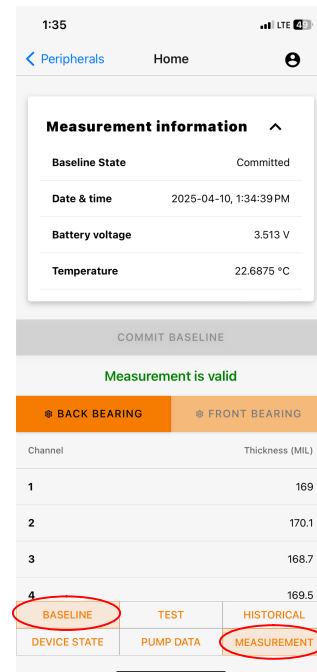 1:35 LTE 49
Peripherals Home
Measurement information
Baseline State Committed
Date & time 2025-04-10, 1:34:39 PM
Battery voltage 3.513 V
Temperature 22.6875 °C
COMMIT BASELINE
Measurement is valid
BACK BEARING FRONT BEARING
Channel Thickness (MIL)
1 169
2 170.1
3 168.7
4 169.5
BASELINE TEST HISTORICAL
DEVICE STATE PUMP DATA MEASUREMENT